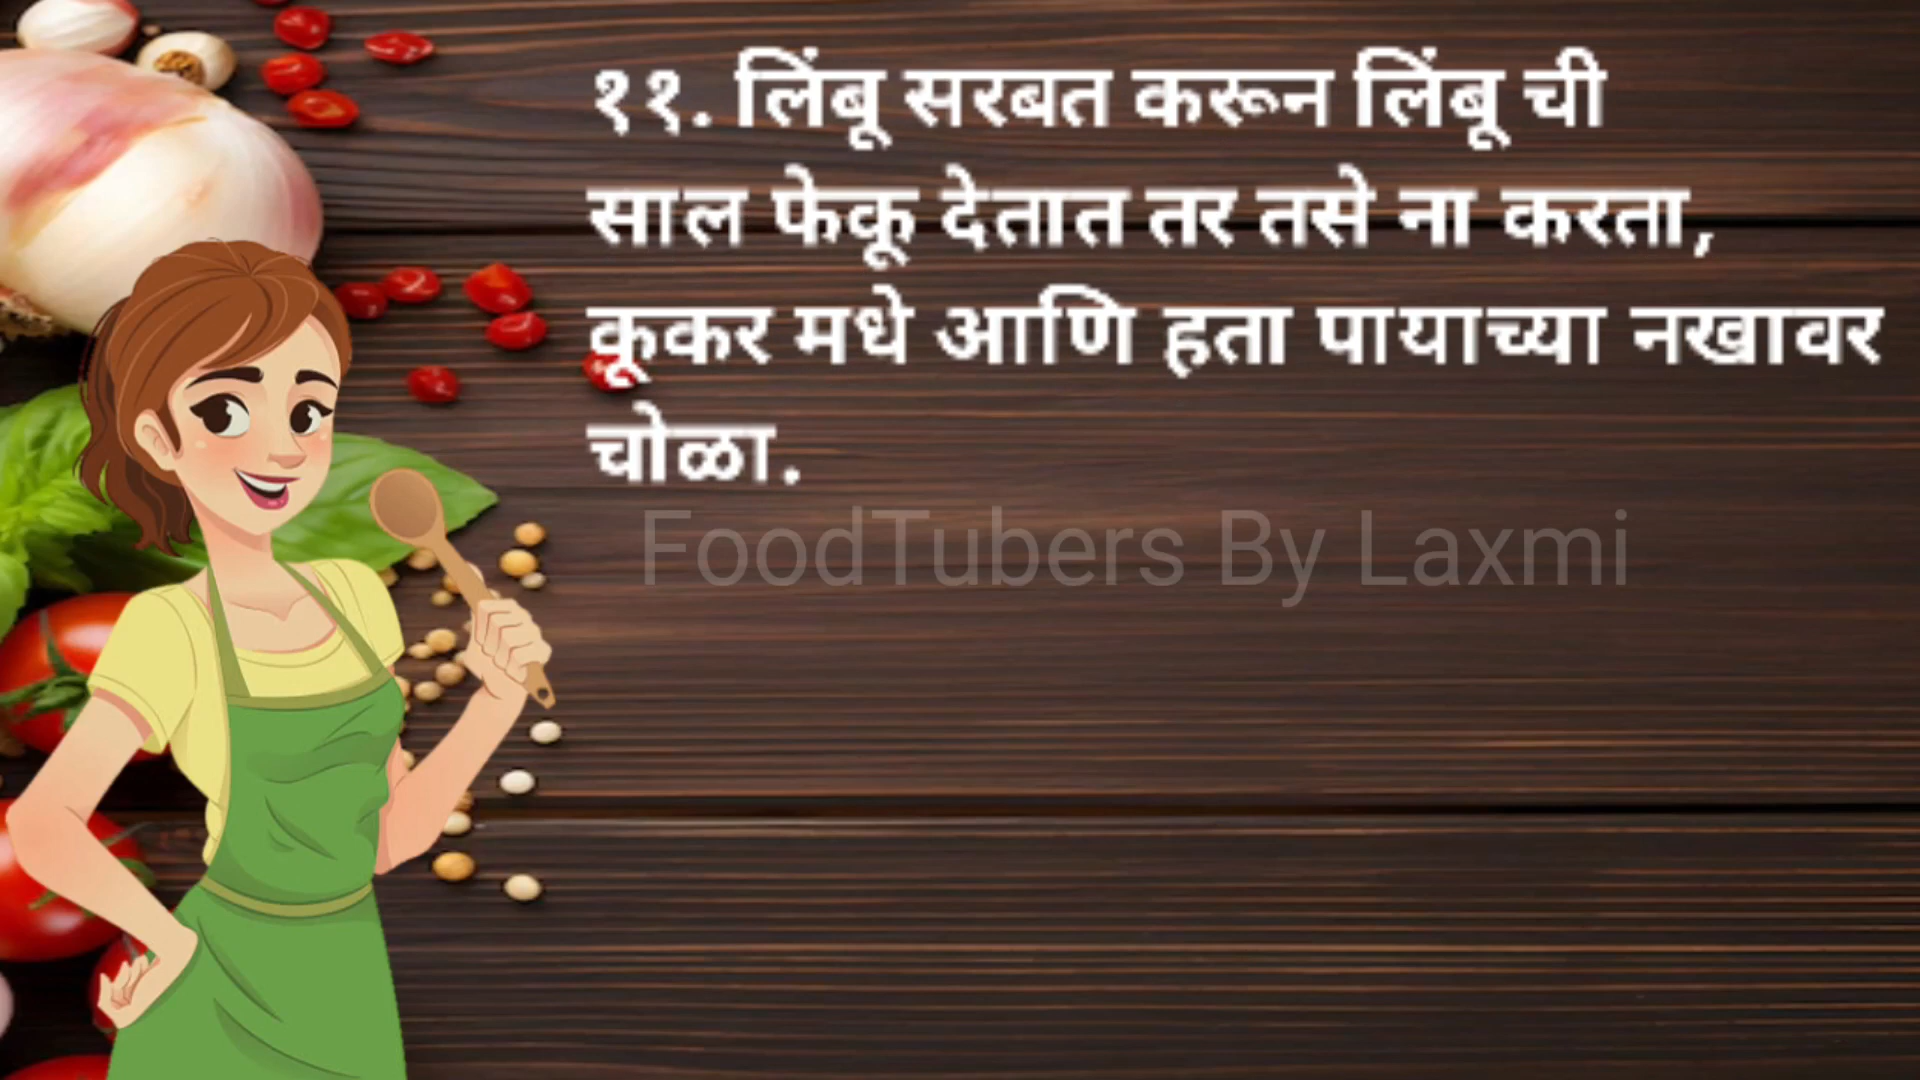 ११. लिंबू सरबत करून लिंबू ची
साल फेकू देतात तर तसे ना करता,
कूकर मधे आणि हता पायाच्या नखावर
चोळा.
FoodTubers By Laxmi